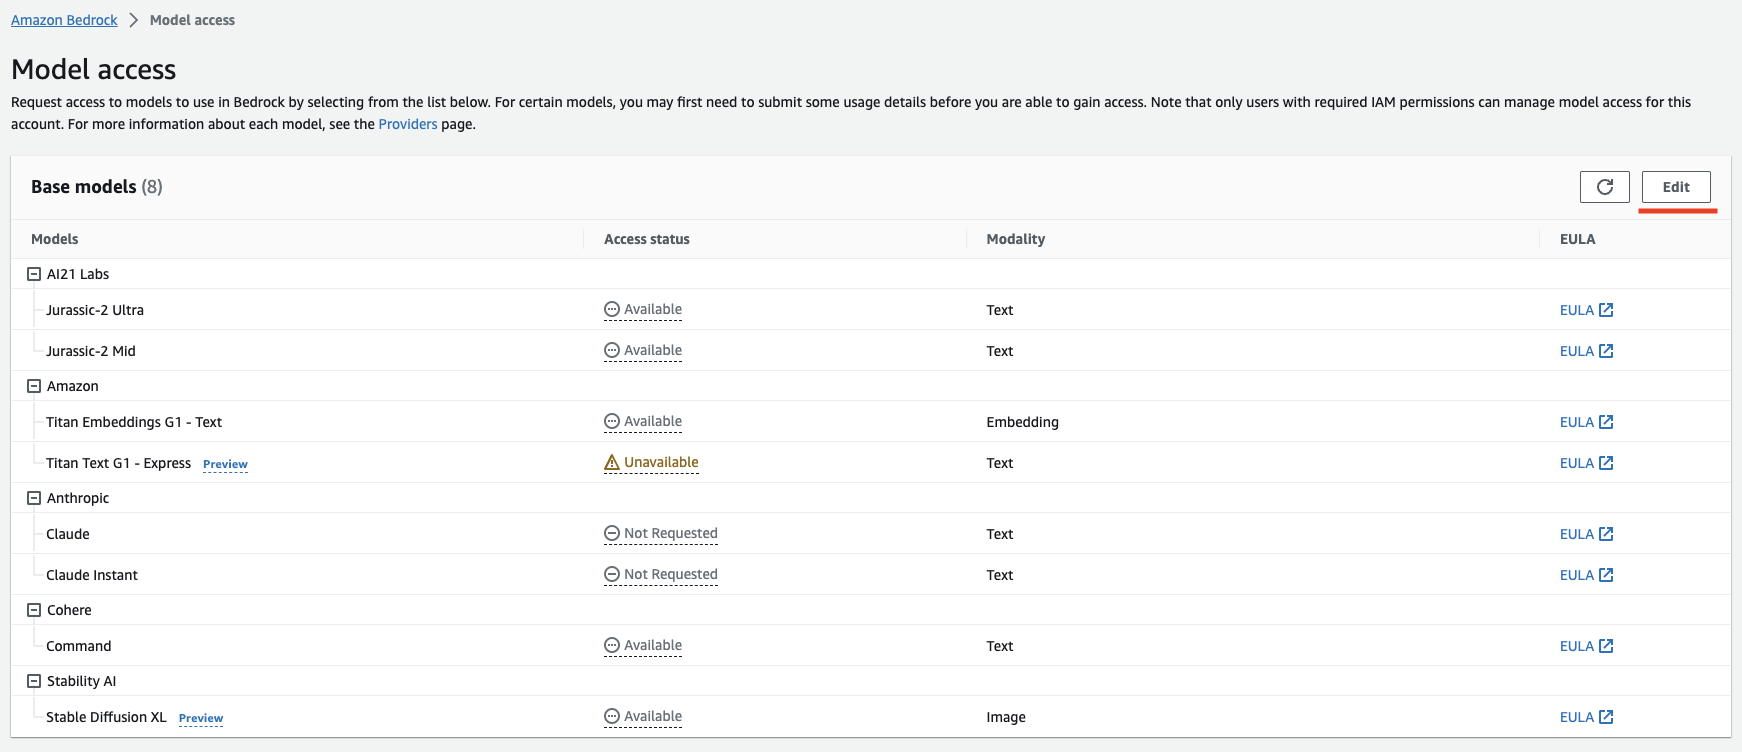 Amazon Bedrock > Model access
Model access
Request access to models to use in Bedrock by selecting from the list below. For certain models, you may first need to submit some usage details before you are able to gain access. Note that only users with required IAM permissions can manage model access for this
account. For more information about each model, see the Providers page.
Base models (8)
Edit
Models Access status Modality EULA
AI21 Labs
Jurassic-2 Ultra Available Text EULA
Jurassic-2 Mid Available Text EULA
Amazon
Titan Embeddings G1 - Text Available Embedding EULA
Titan Text G1 - Express Preview Unavailable Text EULA
Anthropic
Claude Not Requested Text EULA
Claude Instant Not Requested Text EULA
Cohere
Command Available Text EULA
Stability AI
Stable Diffusion XL Preview Available Image EULA